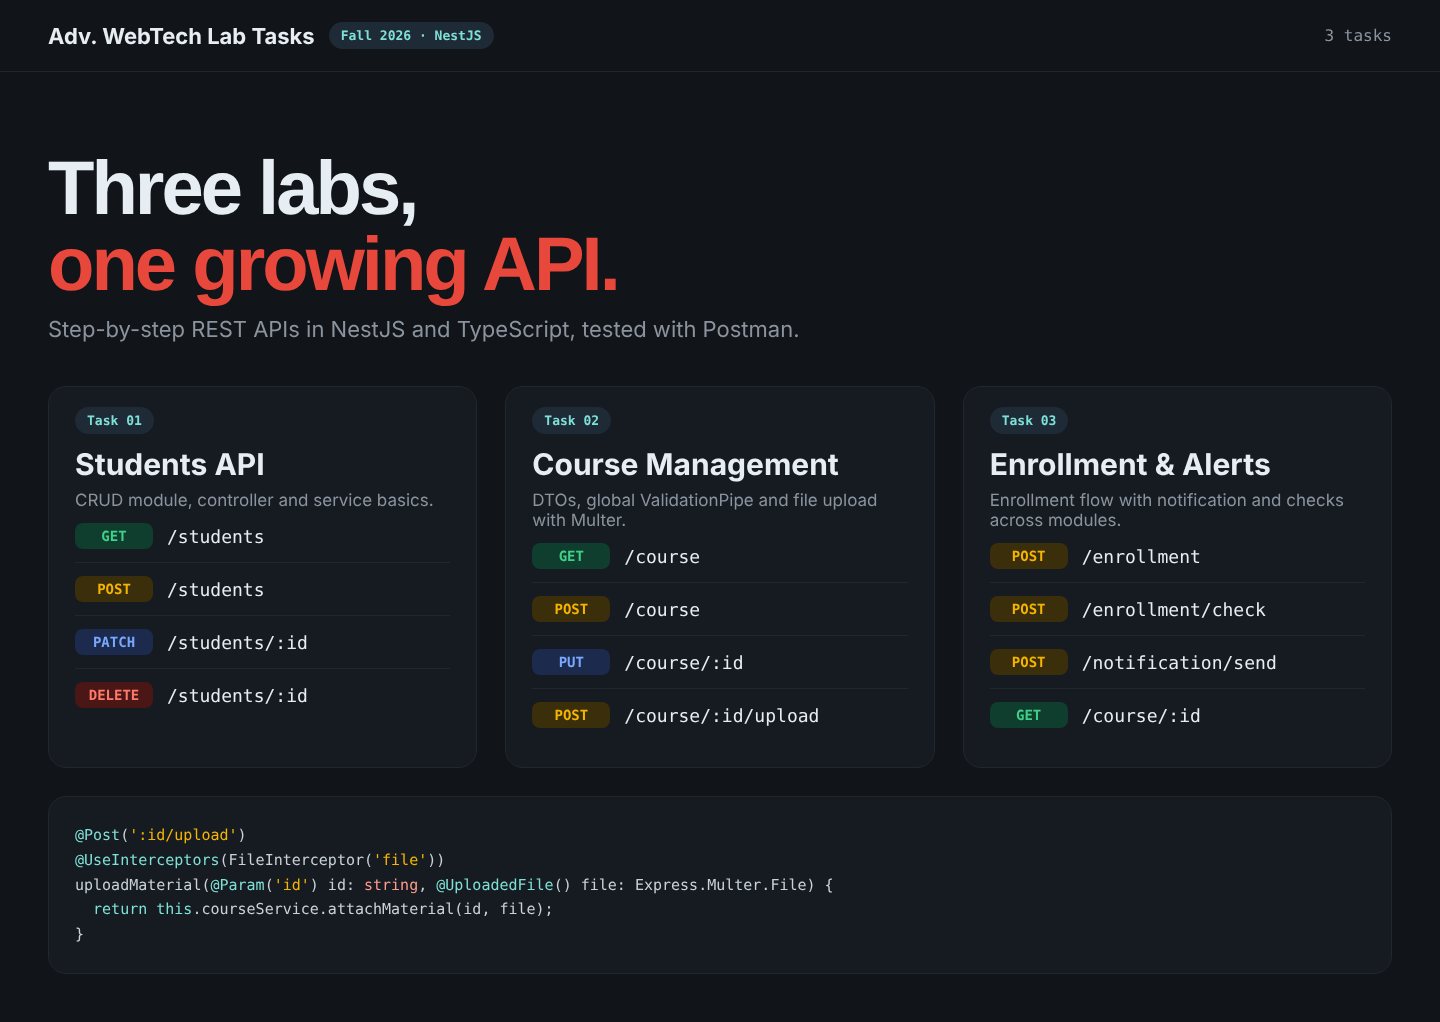 Adv. WebTech Lab Tasks
Fall 2026 · NestJS
3 tasks
Three labs,
one growing API.
Step-by-step REST APIs in NestJS and TypeScript, tested with Postman.
Task 01
Students API
CRUD module, controller and service basics.
GET /students
POST /students
PATCH /students/:id
DELETE /students/:id
Task 02
Course Management
DTOs, global ValidationPipe and file upload
with Multer.
GET /course
POST /course
PUT /course/:id
POST /course/:id/upload
Task 03
Enrollment & Alerts
Enrollment flow with notification and checks
across modules.
POST /enrollment
POST /enrollment/check
POST /notification/send
GET /course/:id
@Post(':id/upload')
@UseInterceptors(FileInterceptor('file'))
uploadMaterial(@Param('id') id: string, @UploadedFile() file: Express.Multer.File) {
  return this.courseService.attachMaterial(id, file);
}